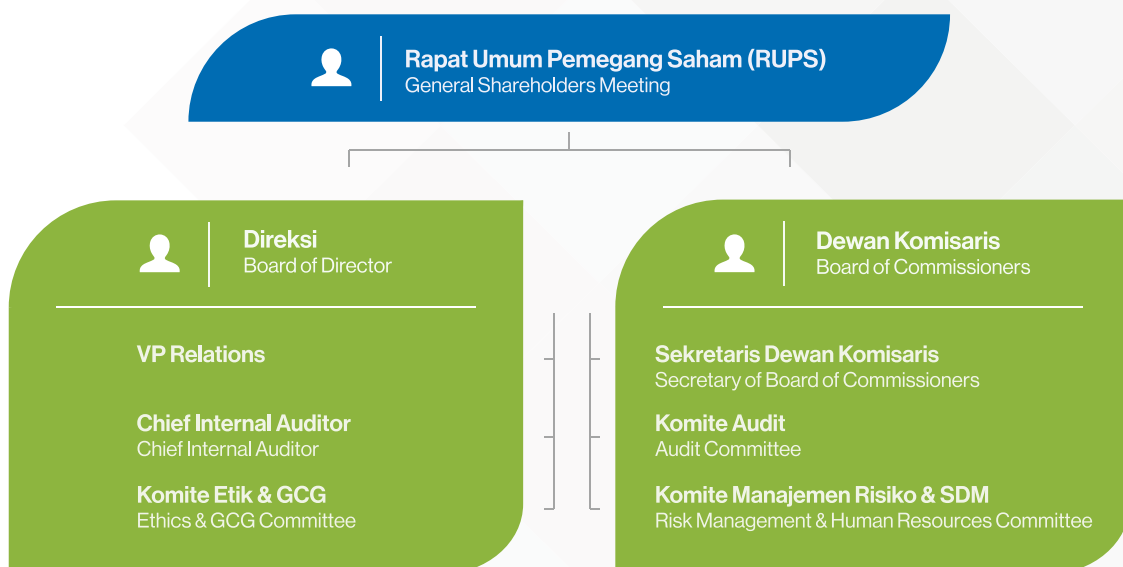 Rapat Umum Pemegang Saham (RUPS)
General Shareholders Meeting
Direksi
Board of Director
VP Relations
Chief Internal Auditor
Chief Internal Auditor
Komite Etik & GCG
Ethics & GCG Committee
Dewan Komisaris
Board of Commissioners
Sekretaris Dewan Komisaris
Secretary of Board of Commissioners
Komite Audit
Audit Committee
Komite Manajemen Risiko & SDM
Risk Management & Human Resources Committee